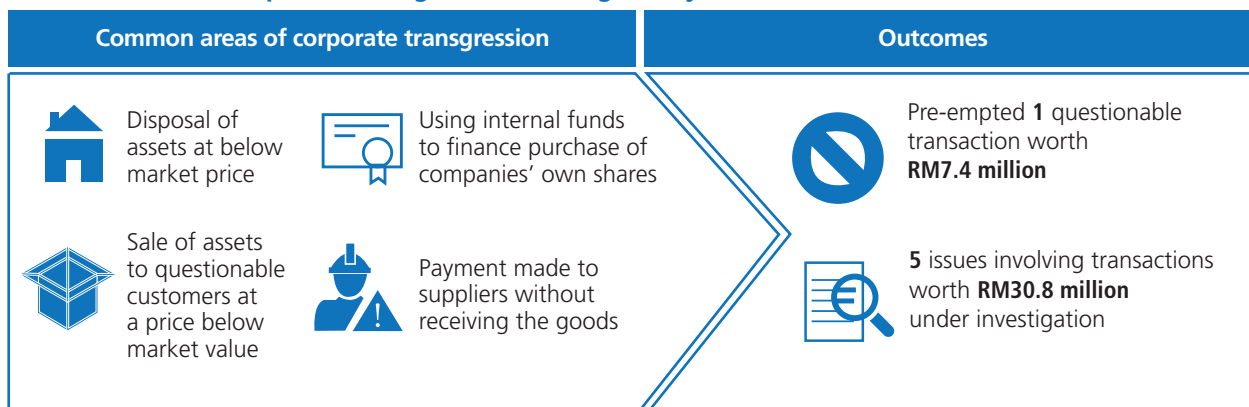 Common areas of corporate transgression
Outcomes
Disposal of
assets at below
market price
Using internal funds
to finance purchase of
companies’ own shares
Sale of assets
to questionable
customers at
a price below
market value
Payment made to
suppliers without
receiving the goods
Pre-empted 1 questionable
transaction worth
RM7.4 million
5 issues involving transactions
worth RM30.8 million
under investigation